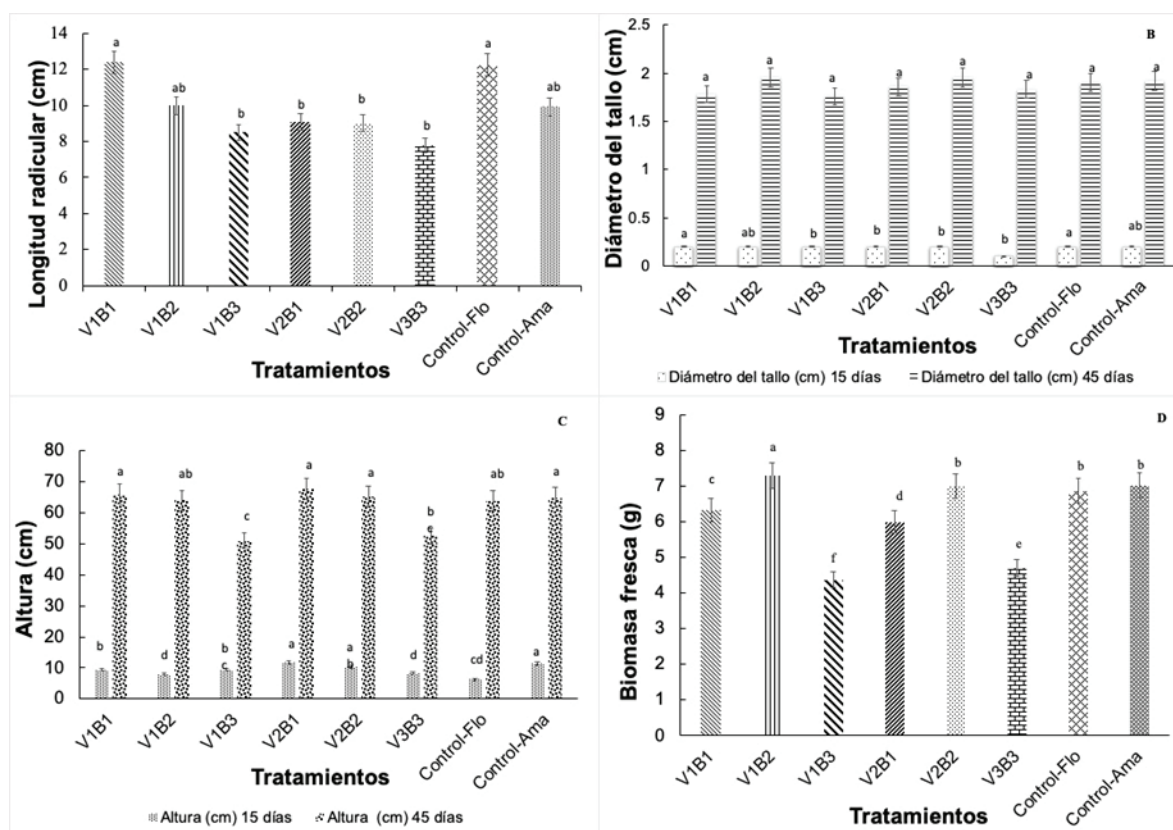 Longitud radicular (cm)
14
12
10
8
6
4
2
0
a
ab
b
b
b
b
a
ab
V1B1
V1B2
V1B3
V2B1
V2B2
V3B3
Control-Flo
Control-Ama
Tratamientos
B
Diámetro del tallo (cm)
2.5
2
1.5
1
0.5
0
a
a
a
a
a
a
a
a
a
ab
b
b
b
b
a
ab
V1B1
V1B2
V1B3
V2B1
V2B2
V3B3
Control-Flo
Control-Ama
Tratamientos
Diámetro del tallo (cm) 15 días
Diámetro del tallo (cm) 45 días
C
Altura (cm)
80
70
60
50
40
30
20
10
0
a
ab
c
a
a
b
e
ab
a
b
d
b
c
a
a
b
d
cd
a
V1B1
V1B2
V1B3
V2B1
V2B2
V3B3
Control-Flo
Control-Ama
Tratamientos
Altura (cm) 15 días
Altura (cm) 45 días
D
Biomasa fresca (g)
9
8
7
6
5
4
3
2
1
0
c
a
f
d
b
e
b
b
V1B1
V1B2
V1B3
V2B1
V2B2
V3B3
Control-Flo
Control-Ama
Tratamientos